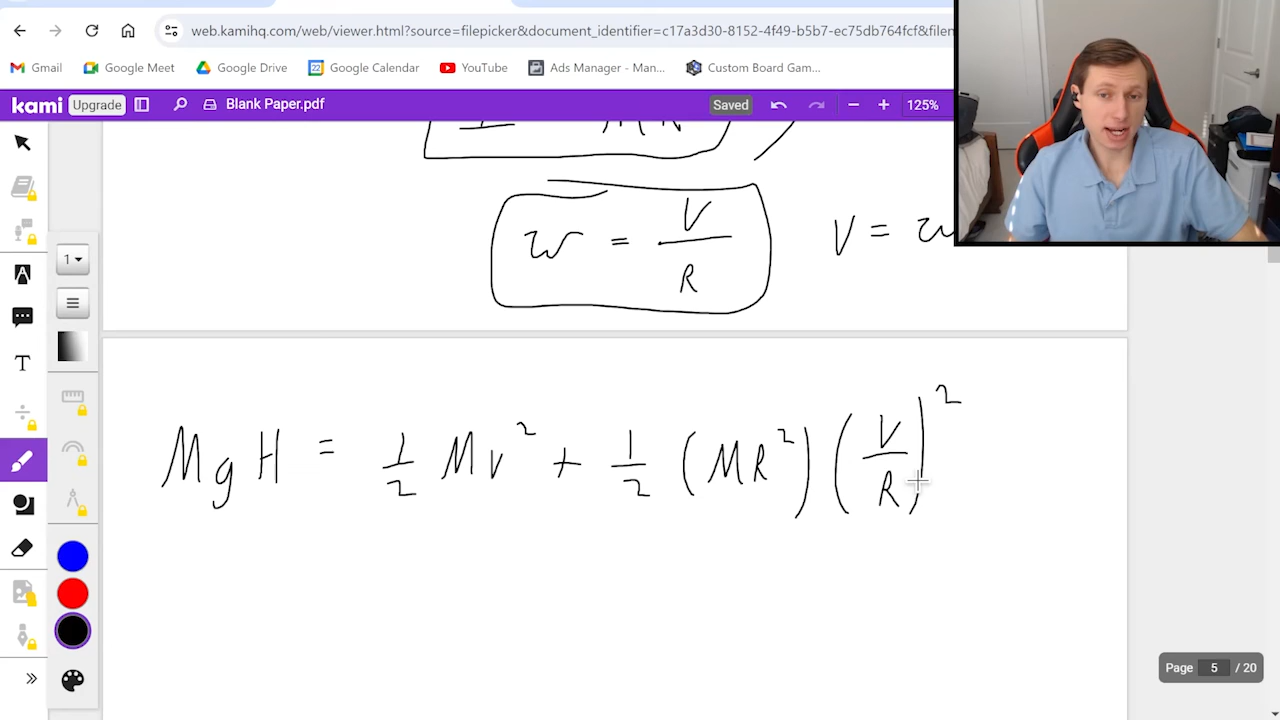 web.kamihq.com/web/viewer.html?source=filepicker&document_identifier=c17a3d30-8152-4f49-b5b7-ec75db764fcf&filen
Gmail Google Meet Google Drive 22 Google Calendar YouTube Ads Manager - Man... Custom Board Gam...
kami Upgrade Blank Paper.pdf Saved 125%
1
ω = V / R V = ω
MgH = 1/2 Mv² + 1/2 (MR²) (V/R)²
Page 5 / 20